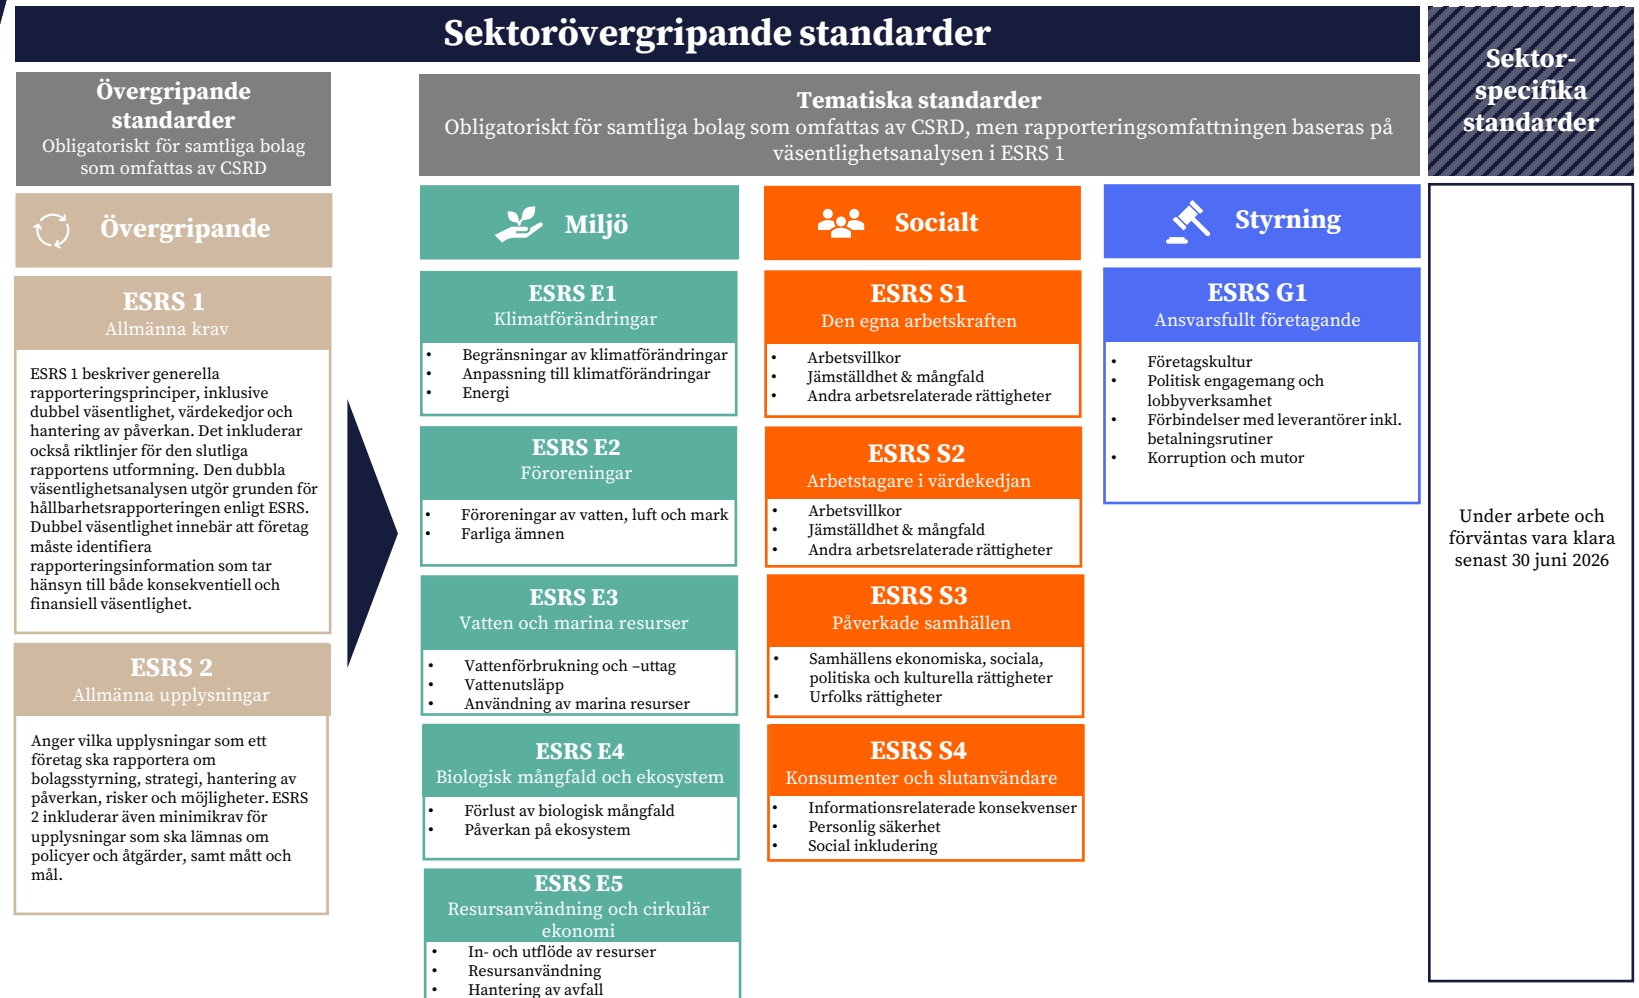 Sektorövergripande standarder
Sektor-
specifika
standarder
Övergripande
standarder
Obligatoriskt för samtliga bolag
som omfattas av CSRD
Tematiska standarder
Obligatoriskt för samtliga bolag som omfattas av CSRD, men rapporteringsomfattningen baseras på
väsentlighetsanalysen i ESRS 1
Övergripande
ESRS 1
Allmänna krav
ESRS 1 beskriver generella
rapporteringsprinciper, inklusive
dubbel väsentlighet, värdekedjor och
hantering av påverkan. Det inkluderar
också riktlinjer för den slutliga
rapportens utformning. Den dubbla
väsentlighetsanalysen utgör grunden för
hållbarhetsrapporteringen enligt ESRS.
Dubbel väsentlighet innebär att företag
måste identifiera
rapporteringsinformation som tar
hänsyn till både konsekventiell och
finansiell väsentlighet.
ESRS 2
Allmänna upplysningar
Anger vilka upplysningar som ett
företag ska rapportera om
bolagsstyrning, strategi, hantering av
påverkan, risker och möjligheter. ESRS
2 inkluderar även minimikrav för
upplysningar som ska lämnas om
policyer och åtgärder, samt mått och
mål.
Miljö
ESRS E1
Klimatförändringar
• Begränsningar av klimatförändringar
• Anpassning till klimatförändringar
• Energi
ESRS E2
Föroreningar
• Föroreningar av vatten, luft och mark
• Farliga ämnen
ESRS E3
Vatten och marina resurser
• Vattenförbrukning och –uttag
• Vattenutsläpp
• Användning av marina resurser
ESRS E4
Biologisk mångfald och ekosystem
• Förlust av biologisk mångfald
• Påverkan på ekosystem
ESRS E5
Resursanvändning och cirkulär
ekonomi
• In- och utflöde av resurser
• Resursanvändning
• Hantering av avfall
Socialt
ESRS S1
Den egna arbetskraften
• Arbetsvillkor
• Jämställdhet & mångfald
• Andra arbetsrelaterade rättigheter
ESRS S2
Arbetstagare i värdekedjan
• Arbetsvillkor
• Jämställdhet & mångfald
• Andra arbetsrelaterade rättigheter
ESRS S3
Påverkade samhällen
• Samhällens ekonomiska, sociala,
politiska och kulturella rättigheter
• Urfolks rättigheter
ESRS S4
Konsumenter och slutanvändare
• Informationsrelaterade konsekvenser
• Personlig säkerhet
• Social inkludering
Styrning
ESRS G1
Ansvarsfullt företagande
• Företagskultur
• Politisk engagemang och
lobbyverksamhet
• Förbindelser med leverantörer inkl.
betalningsrutiner
• Korruption och mutor
Under arbete och
förväntas vara klara
senast 30 juni 2026